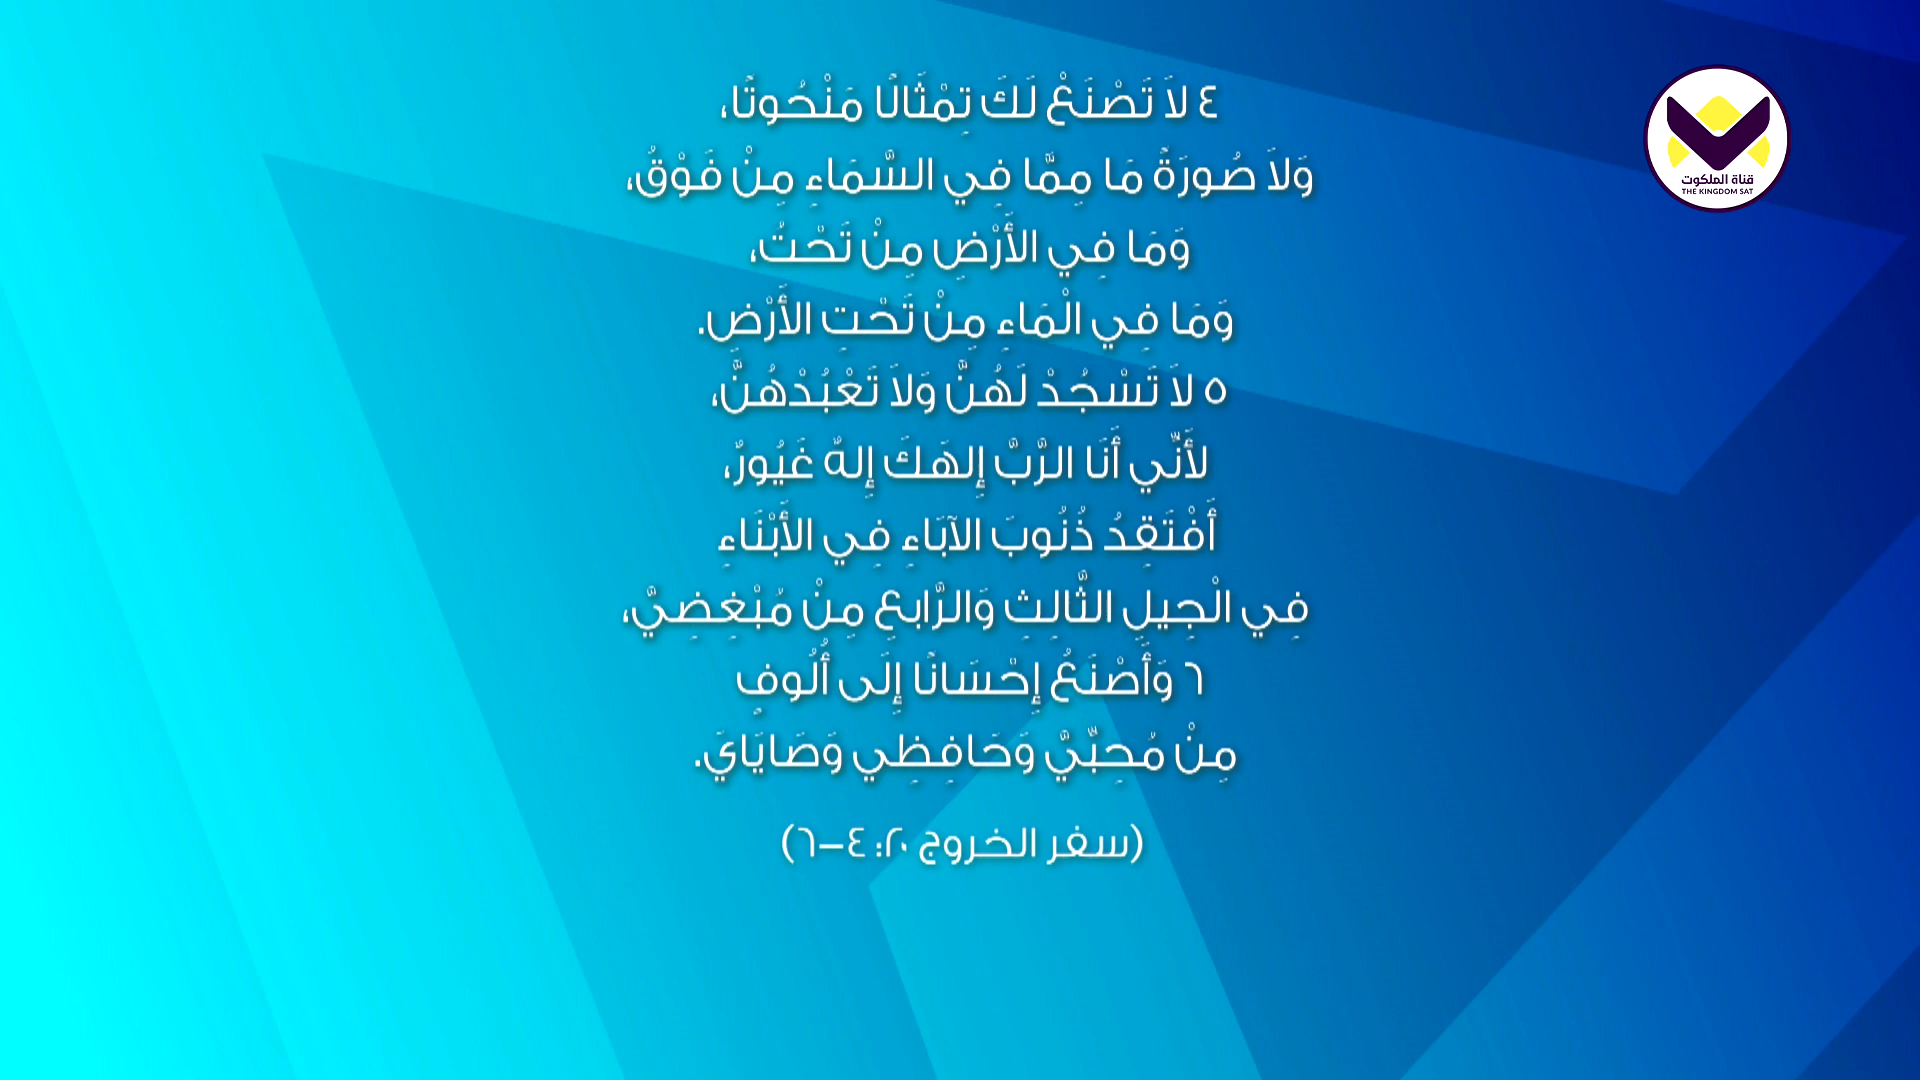 ٤ لاَ تَصْنَعْ لَكَ تِمْثَالًا مَنْحُوتًا،
وَلاَ صُورَةً مَا مِمَّا فِي السَّمَاءِ مِنْ فَوْقُ،
وَمَا فِي الأَرْضِ مِنْ تَحْتُ،
وَمَا فِي الْمَاءِ مِنْ تَحْتِ الأَرْضِ.
٥ لاَ تَسْجُدْ لَهُنَّ وَلاَ تَعْبُدْهُنَّ،
لأَنِّي أَنَا الرَّبَّ إِلهَكَ إِلهٌ غَيُورٌ،
أَفْتَقِدُ ذُنُوبَ الآبَاءِ فِي الأَبْنَاءِ
فِي الْجِيلِ الثَّالِثِ وَالرَّابعِ مِنْ مُبْغِضِيَّ،
٦ وَأَصْنَعُ إِحْسَانًا إِلَى أُلُوفٍ
مِنْ مُحِبِّيَّ وَحَافِظِي وَصَايَايَ.
(سفر الخروج ٢٠: ٤–٦)
قناة الملكوت
THE KINGDOM SAT